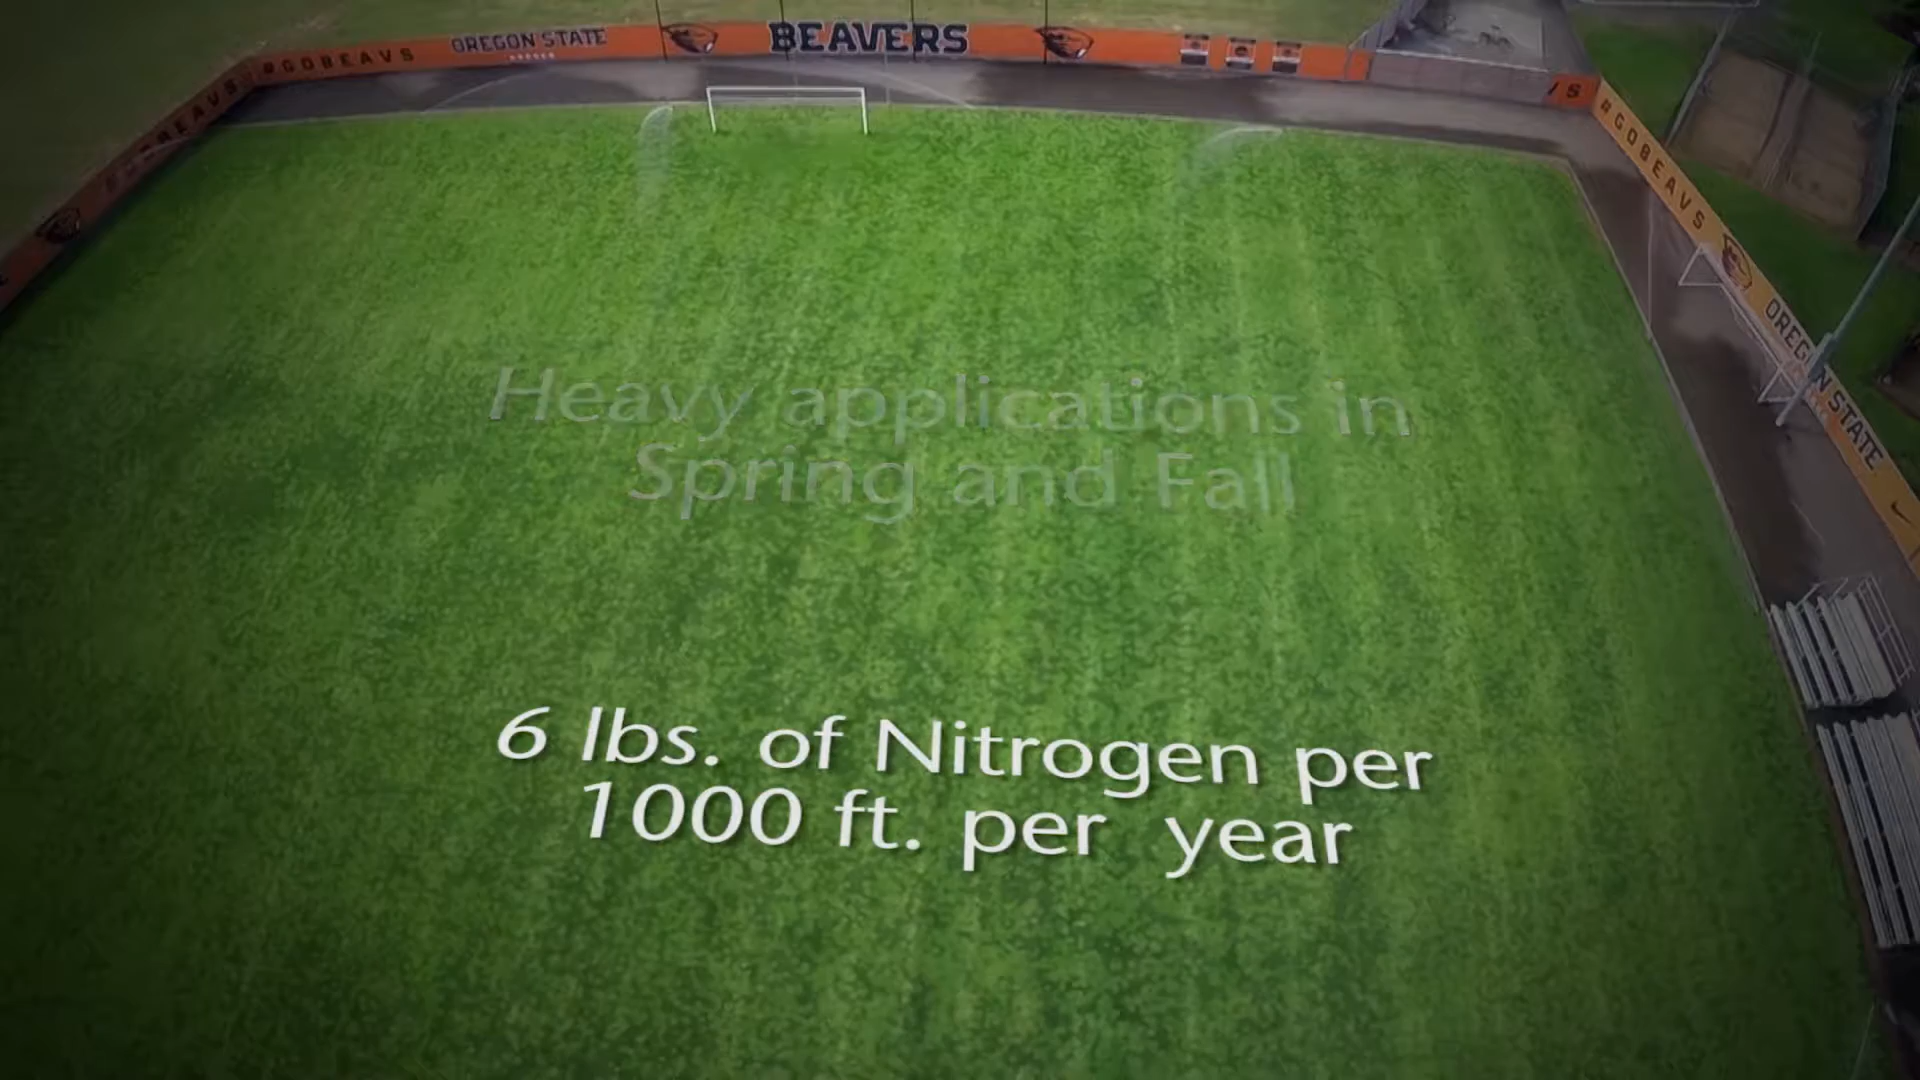 #GOBEAVS
OREGON STATE
BEAVERS
VS
#GOBEAVS
OREGON STATE
Heavy applications in
Spring and Fall
6 lbs. of Nitrogen per
1000 ft. per year